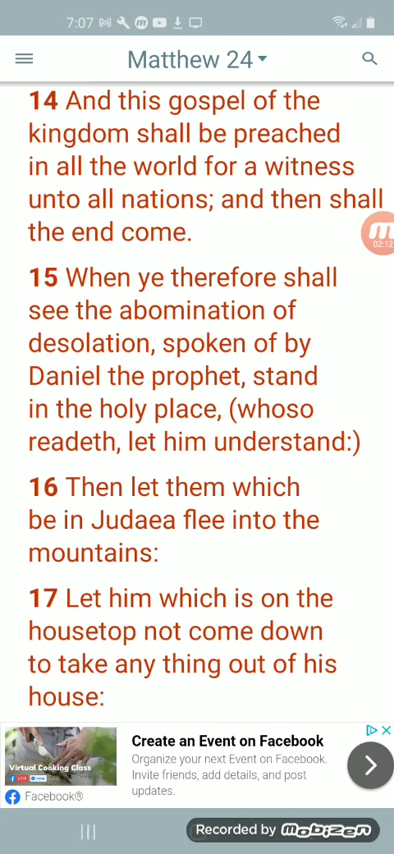 7:07
Matthew 24
14 And this gospel of the
kingdom shall be preached
in all the world for a witness
unto all nations; and then shall
the end come.
02:12
15 When ye therefore shall
see the abomination of
desolation, spoken of by
Daniel the prophet, stand
in the holy place, (whoso
readeth, let him understand:)
16 Then let them which
be in Judaea flee into the
mountains:
17 Let him which is on the
housetop not come down
to take any thing out of his
house:
Virtual Cooking Class
LIVE
Facebook®
Create an Event on Facebook
Organize your next Event on Facebook.
Invite friends, add details, and post
updates.
Recorded by mobizen